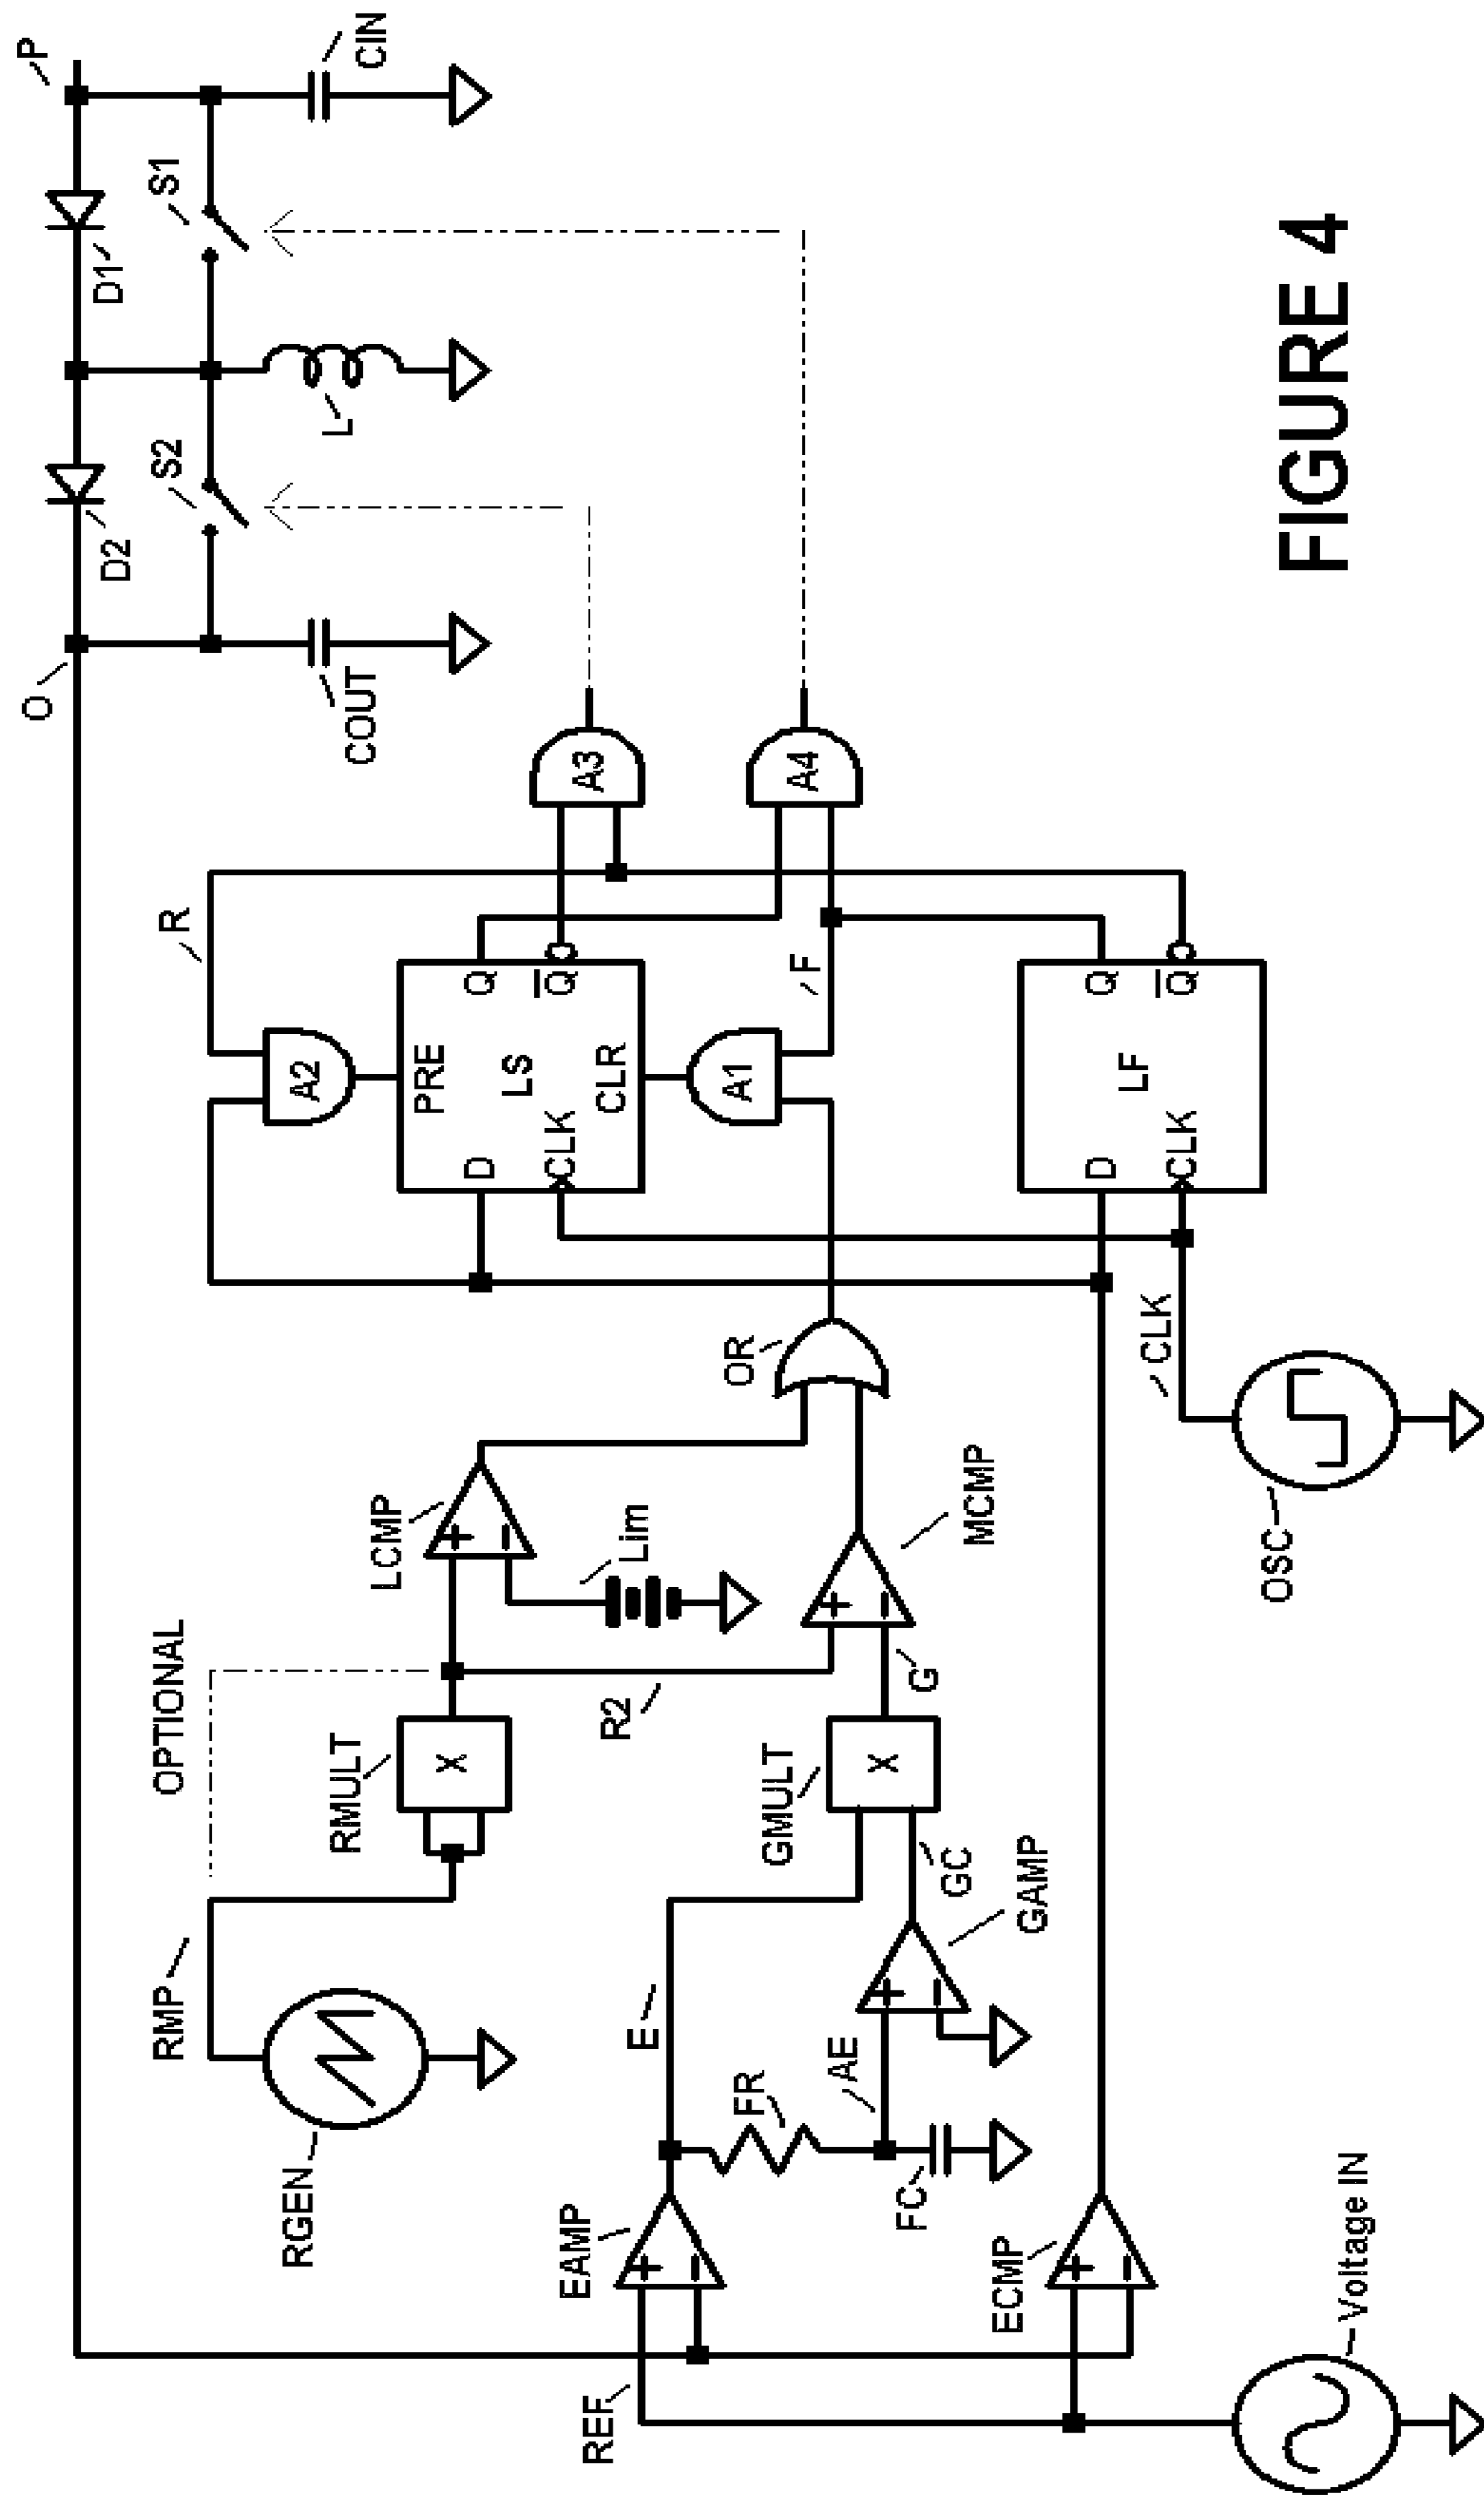 O
P
D2
D1
RMP
OPTIONAL
R
S2
S1
RGEN
A2
RMULT
L
LCMP
COUT
CIN
PRE
X
+
−
D
Q
LS
CLK
Q̅
EAMP
+
−
A3
REF
CLR
R2
Lim
E
OR
A1
FR
GMULT
A4
F
+
−
AE
X
+
−
FC
G
GC
MCMP
ECMP
+
−
GAMP
D
Q
LF
CLK
CLK
Q̅
OSC
FIGURE 4
Voltage IN